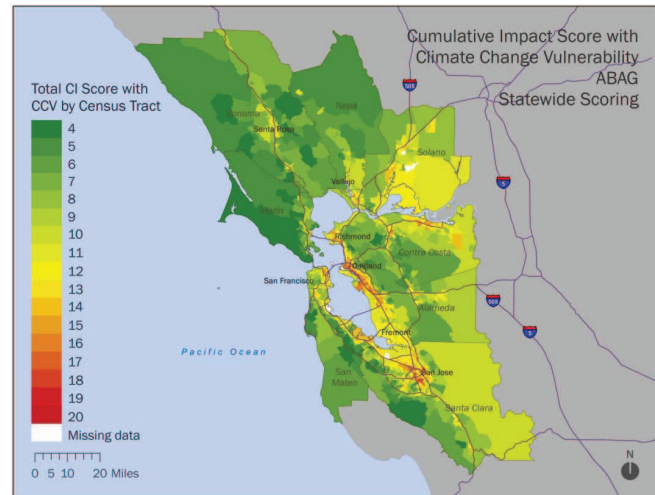 Cumulative Impact Score with
Climate Change Vulnerability
ABAG
Statewide Scoring
Total CI Score with
CCV by Census Tract
4
5
6
7
8
9
10
11
12
13
14
15
16
17
18
19
20
Missing data
0 5 10 20 Miles
Sonoma
Napa
Santa Rosa
Solano
Vallejo
Marin
Richmond
Contra Costa
Oakland
San Francisco
Alameda
Fremont
Pacific Ocean
San
Mateo
San Jose
Santa Clara
505
5
580
5
N